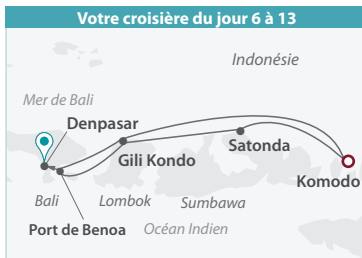 Votre croisière du jour 6 à 13
Indonésie
Mer de Bali
Denpasar
Gili Kondo
Satonda
Komodo
Bali
Lombok
Sumbawa
Port de Benoa
Océan Indien